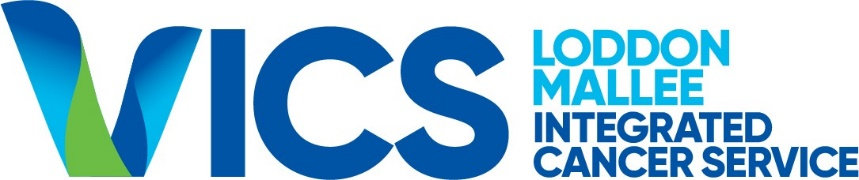 VICS
LODDON
MALLEE
INTEGRATED
CANCER SERVICE